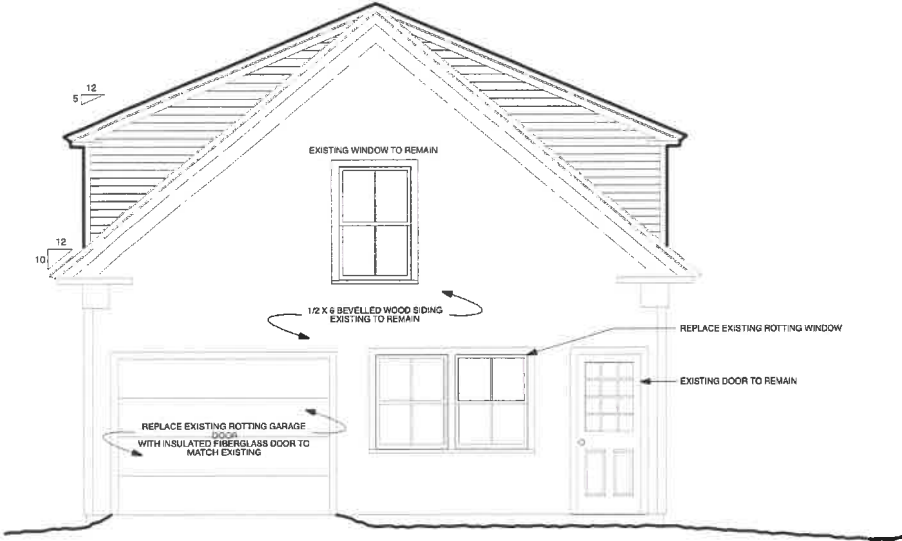 12
5
EXISTING WINDOW TO REMAIN
12
10
1/2 X 6 BEVELLED WOOD SIDING
EXISTING TO REMAIN
REPLACE EXISTING ROTTING WINDOW
EXISTING DOOR TO REMAIN
REPLACE EXISTING ROTTING GARAGE
DOOR
WITH INSULATED FIBERGLASS DOOR TO
MATCH EXISTING